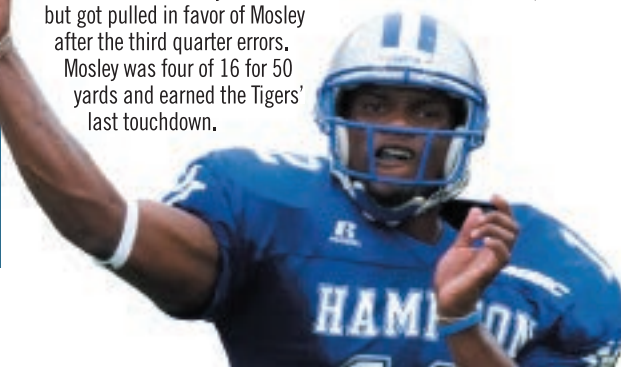 but got pulled in favor of Mosley
after the third quarter errors.
Mosley was four of 16 for 50
yards and earned the Tigers'
last touchdown.
R